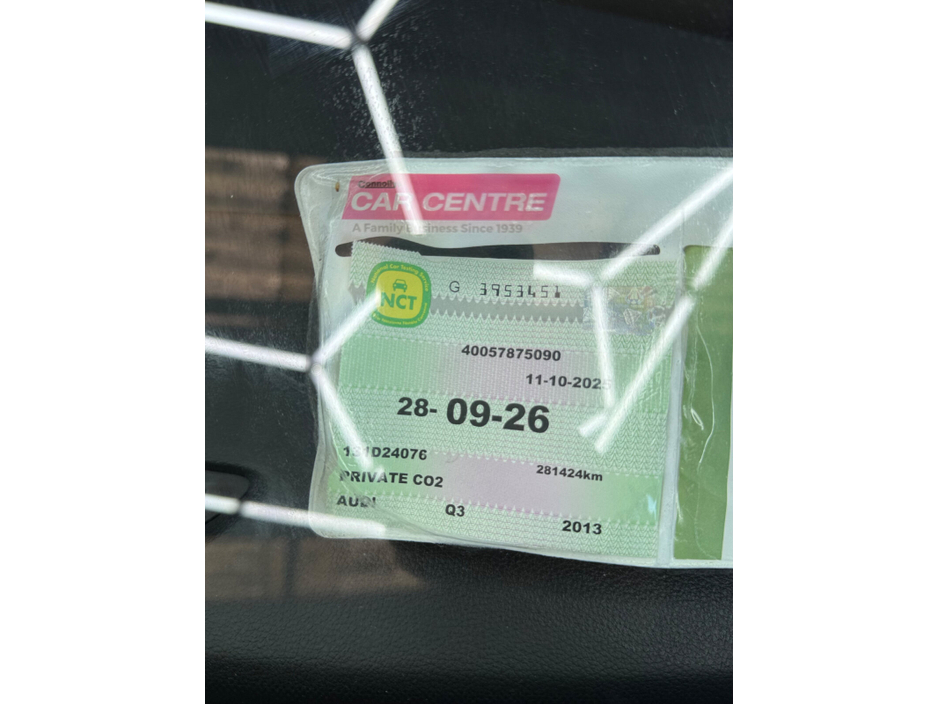 CAR CENTRE
A Family Business Since 1939
NCT
G 3953451
40057875090
11-10-2025
28-09-26
131D24076
281424km
PRIVATE CO2
AUDI Q3
2013